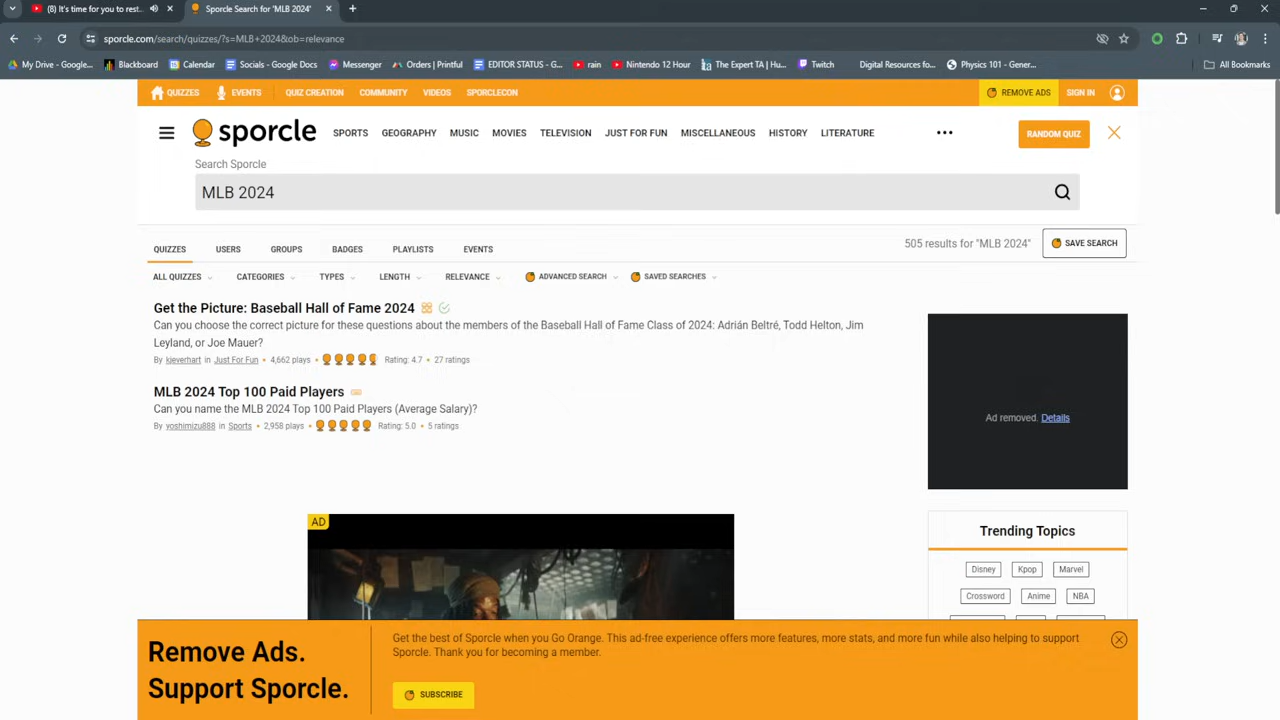 (8) It's time for you to rest
Sporcle Search for 'MLB 2024'
sporcle.com/search/quizzes/?s=MLB+2024&ob=relevance
My Drive - Google...
Blackboard
Calendar
Socials - Google Docs
Messenger
Orders | Printful
EDITOR STATUS - G...
rain
Nintendo 12 Hour
The Expert TA | Hu...
Twitch
Digital Resources fo...
Physics 101 - Gener...
All Bookmarks
QUIZZES
EVENTS
QUIZ CREATION
COMMUNITY
VIDEOS
SPORCLECON
REMOVE ADS
SIGN IN
sporcle
SPORTS
GEOGRAPHY
MUSIC
MOVIES
TELEVISION
JUST FOR FUN
MISCELLANEOUS
HISTORY
LITERATURE
RANDOM QUIZ
Search Sporcle
MLB 2024
QUIZZES
USERS
GROUPS
BADGES
PLAYLISTS
EVENTS
505 results for "MLB 2024"
SAVE SEARCH
ALL QUIZZES
CATEGORIES
TYPES
LENGTH
RELEVANCE
ADVANCED SEARCH
SAVED SEARCHES
Get the Picture: Baseball Hall of Fame 2024
Can you choose the correct picture for these questions about the members of the Baseball Hall of Fame Class of 2024: Adrián Beltré, Todd Helton, Jim
Leyland, or Joe Mauer?
By kjeverhart in Just For Fun • 4,662 plays • Rating: 4.7 • 27 ratings
MLB 2024 Top 100 Paid Players
Can you name the MLB 2024 Top 100 Paid Players (Average Salary)?
By yoshimizu888 in Sports • 2,958 plays • Rating: 5.0 • 5 ratings
Ad removed. Details
AD
Trending Topics
Disney
Kpop
Marvel
Crossword
Anime
NBA
Remove Ads.
Support Sporcle.
Get the best of Sporcle when you Go Orange. This ad-free experience offers more features, more stats, and more fun while also helping to support
Sporcle. Thank you for becoming a member.
SUBSCRIBE